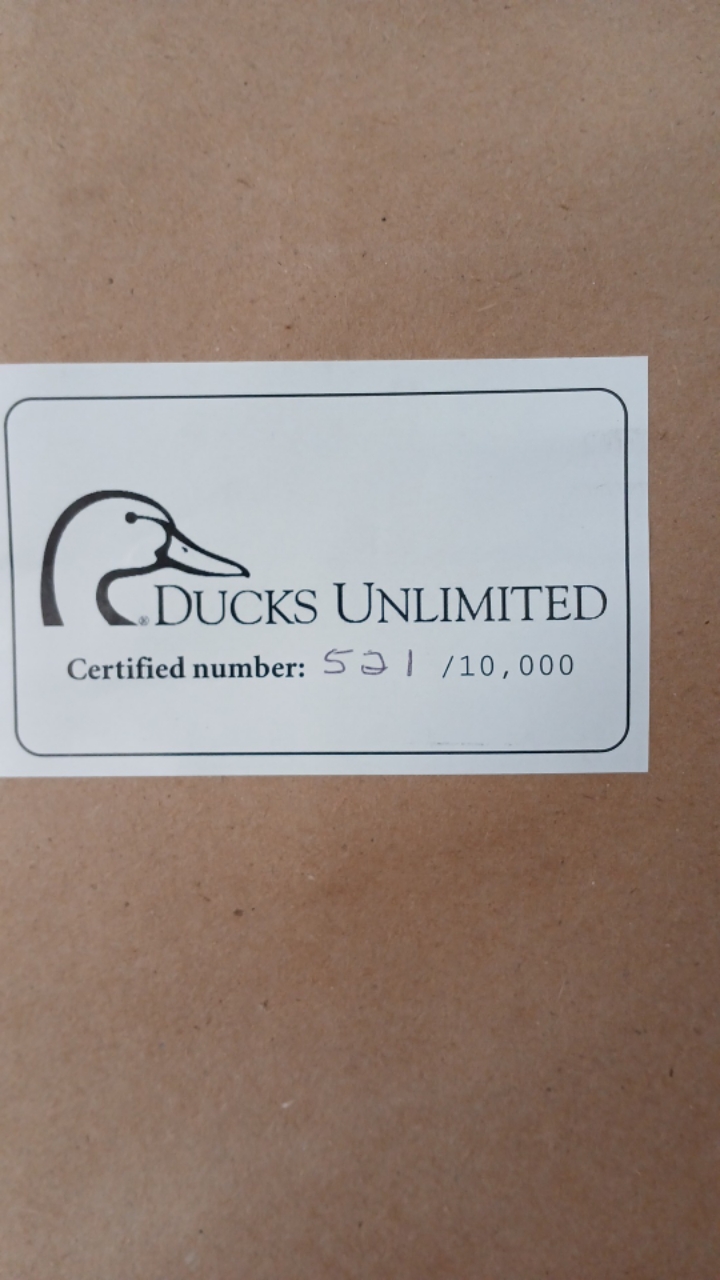 ® DUCKS UNLIMITED
Certified number: 521 /10,000